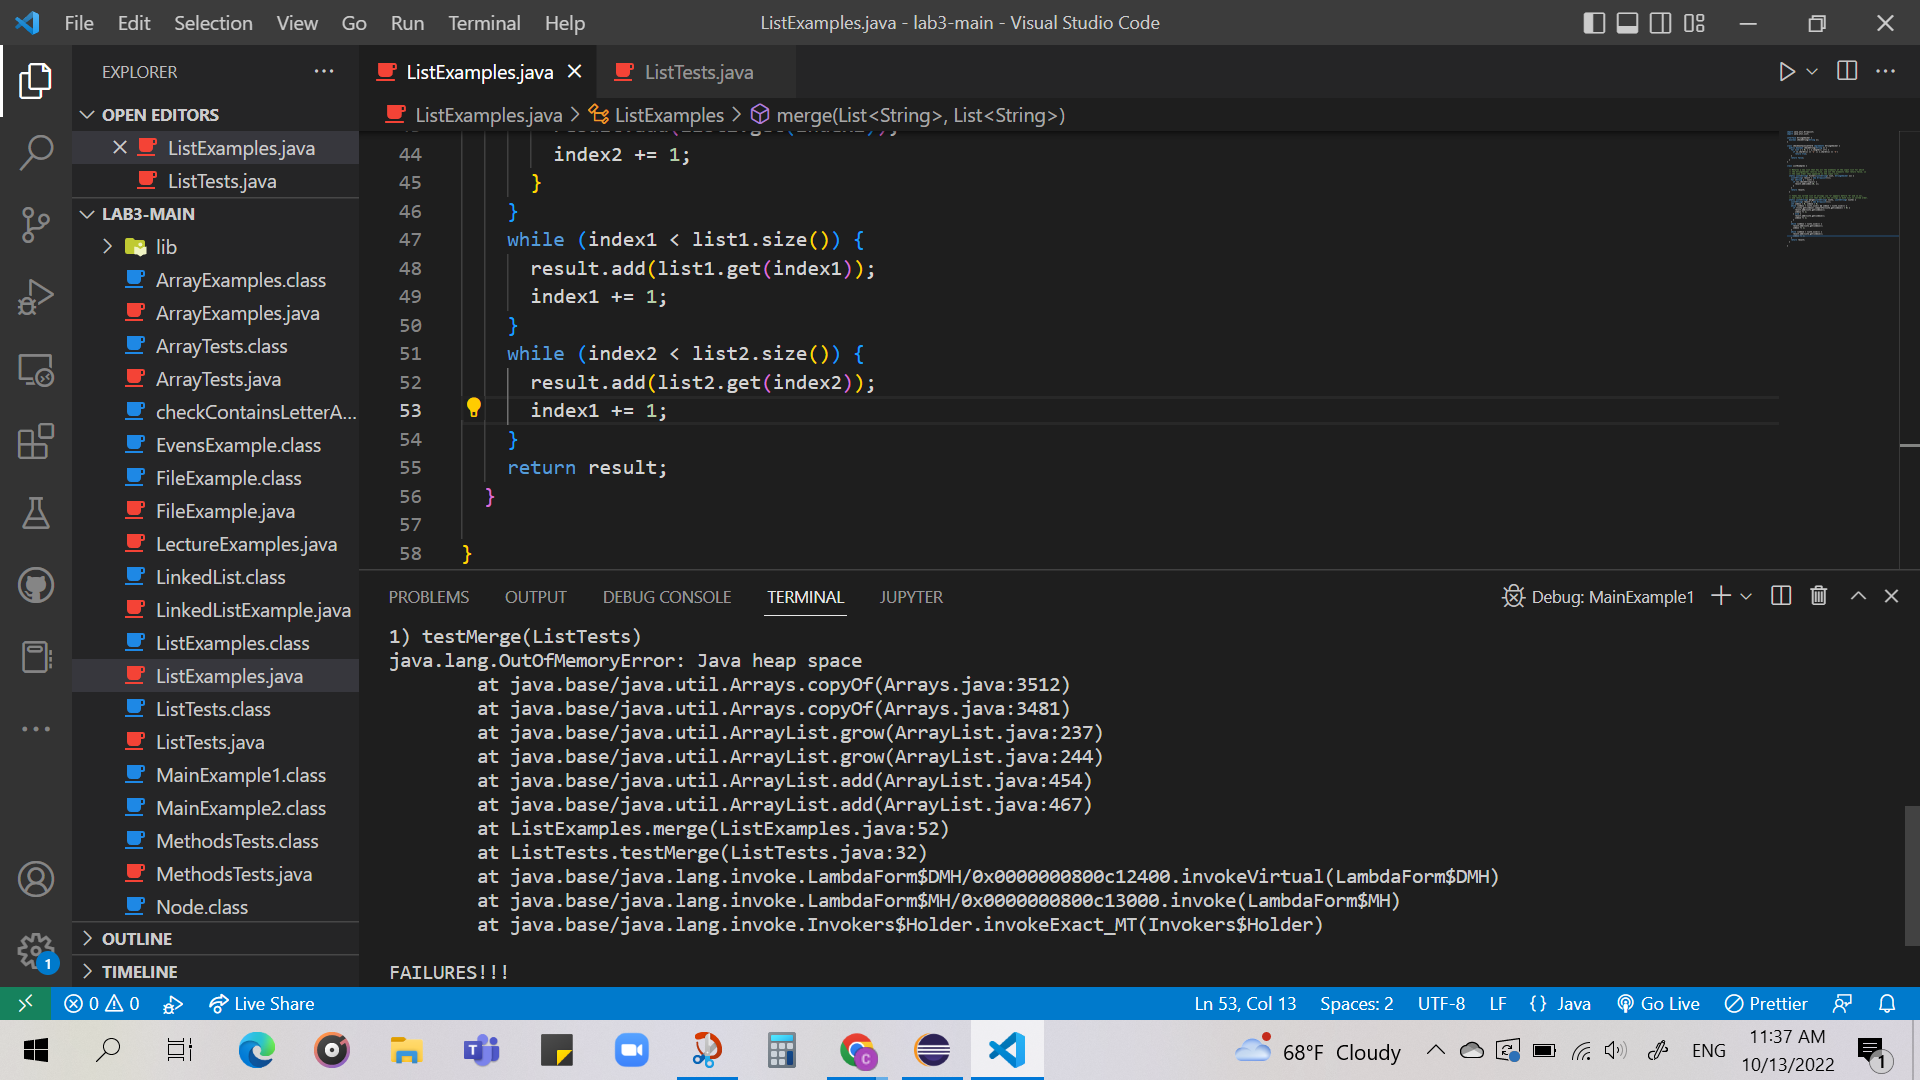 File Edit Selection View Go Run Terminal Help
ListExamples.java - lab3-main - Visual Studio Code
EXPLORER
OPEN EDITORS
ListExamples.java
ListTests.java
LAB3-MAIN
lib
ArrayExamples.class
ArrayExamples.java
ArrayTests.class
ArrayTests.java
checkContainsLetterA...
EvensExample.class
FileExample.class
FileExample.java
LectureExamples.java
LinkedList.class
LinkedListExample.java
ListExamples.class
ListExamples.java
ListTests.class
ListTests.java
MainExample1.class
MainExample2.class
MethodsTests.class
MethodsTests.java
Node.class
OUTLINE
TIMELINE
1
ListExamples.java
ListTests.java
ListExamples.java > ListExamples > merge(List<String>, List<String>)
44 index2 += 1;
45 }
46 }
47 while (index1 < list1.size()) {
48 result.add(list1.get(index1));
49 index1 += 1;
50 }
51 while (index2 < list2.size()) {
52 result.add(list2.get(index2));
53 index1 += 1;
54 }
55 return result;
56 }
57
58 }
PROBLEMS OUTPUT DEBUG CONSOLE TERMINAL JUPYTER
Debug: MainExample1
1) testMerge(ListTests)
java.lang.OutOfMemoryError: Java heap space
at java.base/java.util.Arrays.copyOf(Arrays.java:3512)
at java.base/java.util.Arrays.copyOf(Arrays.java:3481)
at java.base/java.util.ArrayList.grow(ArrayList.java:237)
at java.base/java.util.ArrayList.grow(ArrayList.java:244)
at java.base/java.util.ArrayList.add(ArrayList.java:454)
at java.base/java.util.ArrayList.add(ArrayList.java:467)
at ListExamples.merge(ListExamples.java:52)
at ListTests.testMerge(ListTests.java:32)
at java.base/java.lang.invoke.LambdaForm$DMH/0x0000000800c12400.invokeVirtual(LambdaForm$DMH)
at java.base/java.lang.invoke.LambdaForm$MH/0x0000000800c13000.invoke(LambdaForm$MH)
at java.base/java.lang.invoke.Invokers$Holder.invokeExact_MT(Invokers$Holder)
FAILURES!!!
0 0 Live Share
Ln 53, Col 13 Spaces: 2 UTF-8 LF {} Java Go Live Prettier
68°F Cloudy
ENG
11:37 AM
10/13/2022
1